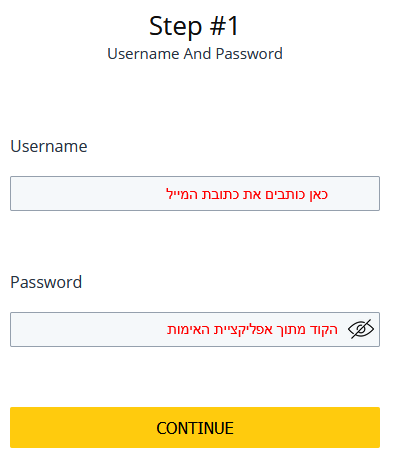 Step #1
Username And Password
Username
כאן כותבים את כתובת המייל
Password
הקוד מתוך אפליקציית האימות
CONTINUE